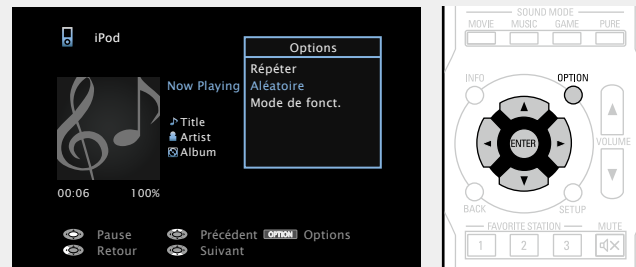 iPod
Options
Répéter
Aléatoire
Mode de fonct.
Now Playing
Title
Artist
Album
00:06 100%
Pause Précédent OPTION Options
Retour Suivant
SOUND MODE
MOVIE MUSIC GAME PURE
INFO OPTION
ENTER
VOLUME
BACK SETUP
FAVORITE STATION MUTE
1 2 3